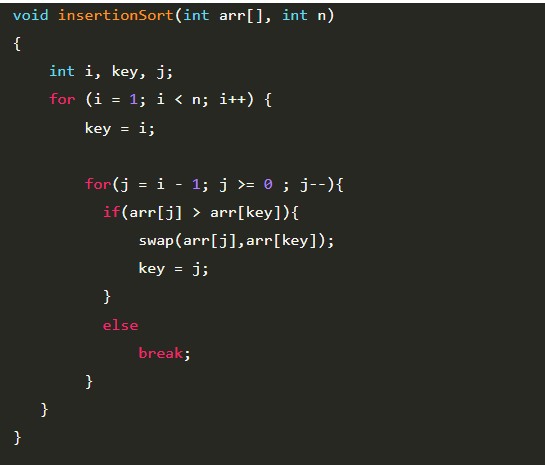 void insertionSort(int arr[], int n)
{
    int i, key, j;
    for (i = 1; i < n; i++) {
        key = i;

        for(j = i - 1; j >= 0 ; j--){
          if(arr[j] > arr[key]){
              swap(arr[j],arr[key]);
              key = j;
          }
          else
              break;
        }
   }
}